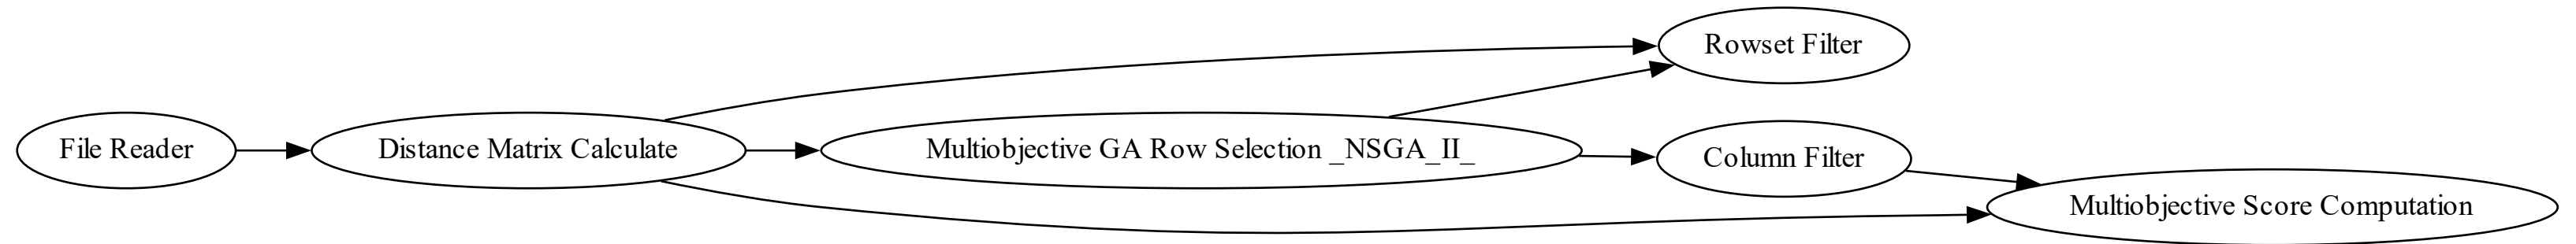 File Reader
Distance Matrix Calculate
Multiobjective GA Row Selection _NSGA_II_
Rowset Filter
Column Filter
Multiobjective Score Computation